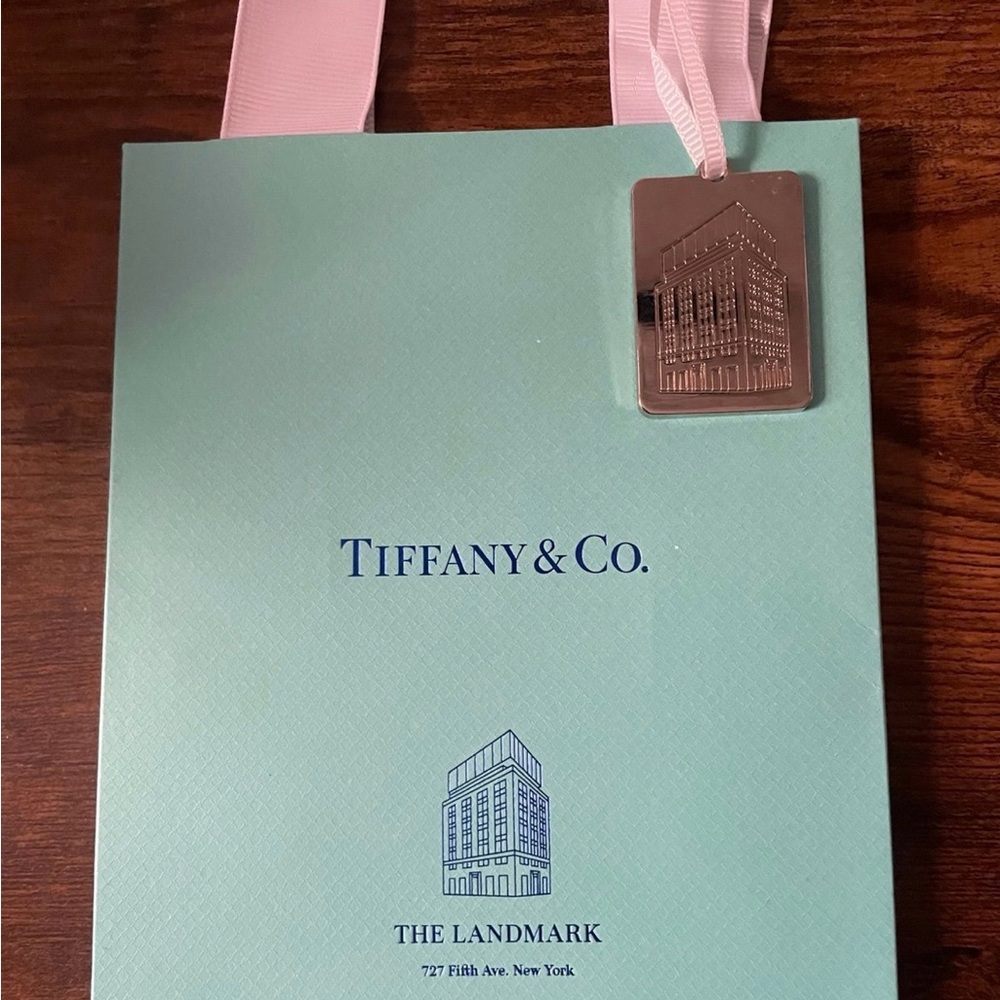 TIFFANY & CO.
THE LANDMARK
727 Fifth Ave. New York